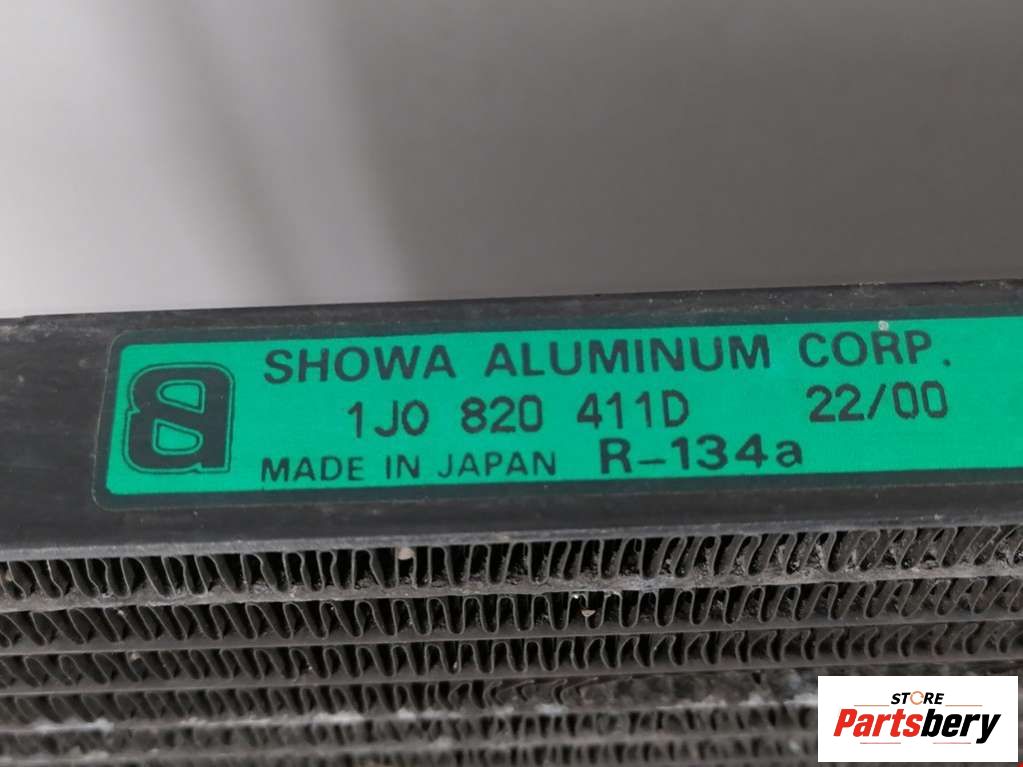 SHOWA ALUMINUM CORP.
1J0 820 411D 22/00
MADE IN JAPAN R-134a
STORE
Partsbery